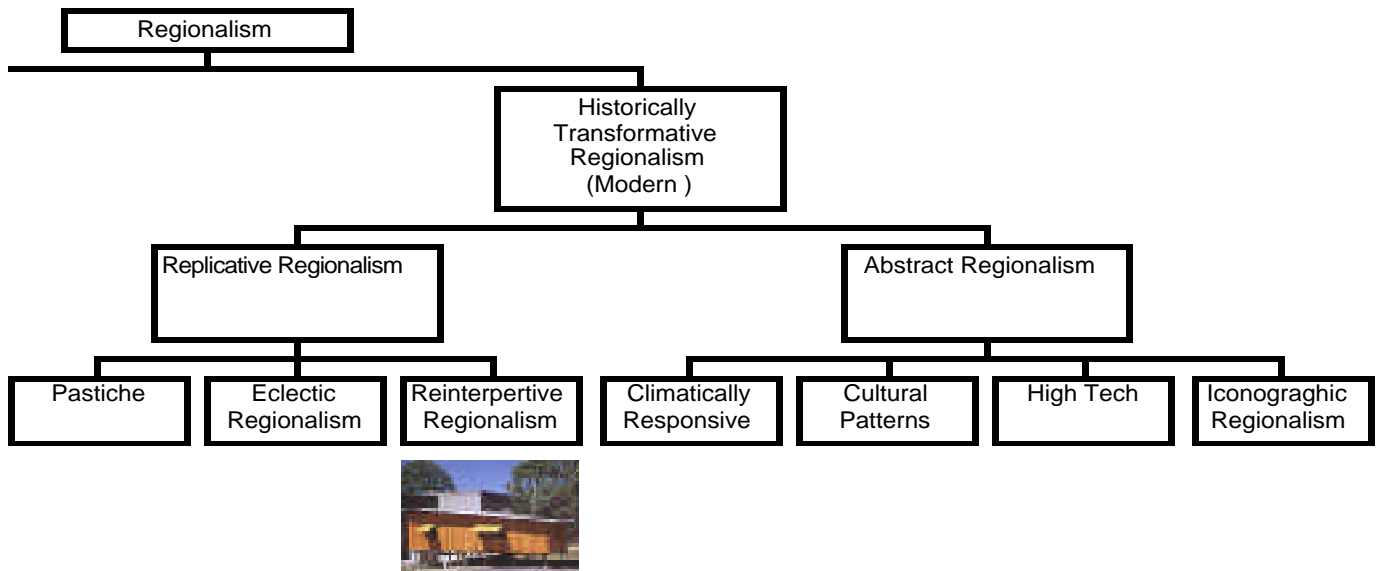 Regionalism
Historically
Transformative
Regionalism
(Modern )
Replicative Regionalism
Abstract Regionalism
Pastiche
Eclectic
Regionalism
Reinterpertive
Regionalism
Climatically
Responsive
Cultural
Patterns
High Tech
Iconograghic
Regionalism